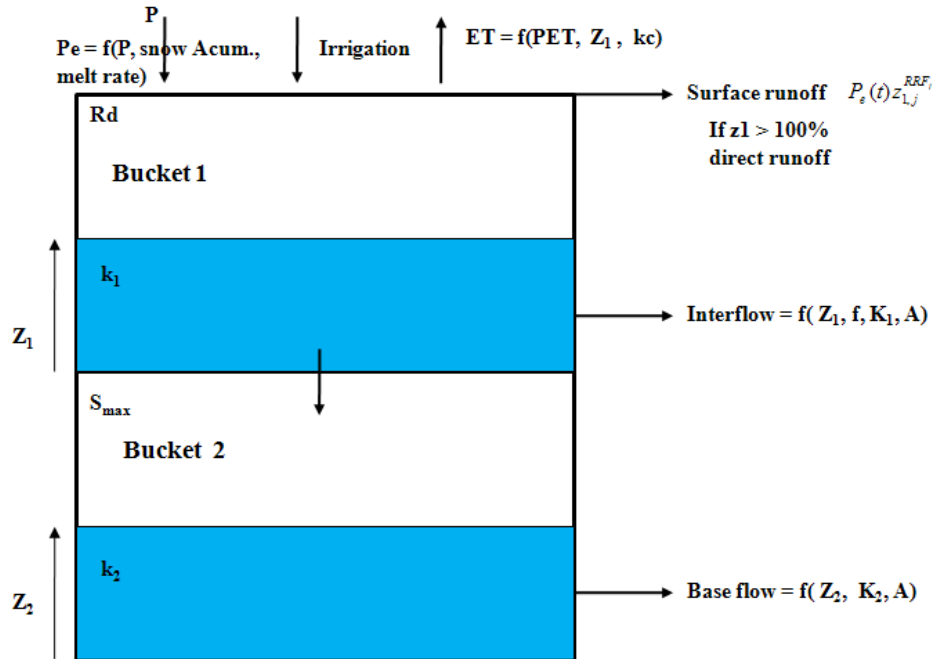 P
Pe = f(P, snow Acum.,
melt rate)
Irrigation
ET = f(PET, Z₁ , kc)
Surface runoff Pₑ(t)z₁,ⱼ^RRFᵢ
If z1 > 100%
direct runoff
Rd
Bucket 1
k₁
Z₁
Interflow = f( Z₁, f, K₁, A)
Sₘₐₓ
Bucket 2
k₂
Z₂
Base flow = f( Z₂, K₂, A)